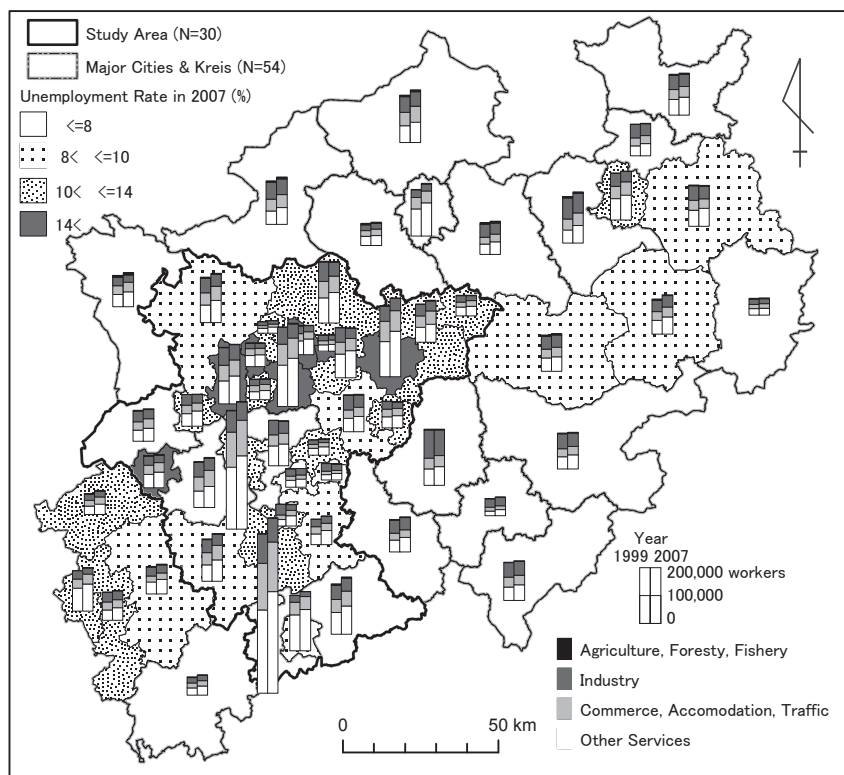 Study Area (N=30)
Major Cities & Kreis (N=54)
Unemployment Rate in 2007 (%)
<=8
8< <=10
10< <=14
14<
Year
1999 2007
200,000 workers
100,000
0
Agriculture, Foresty, Fishery
Industry
Commerce, Accomodation, Traffic
Other Services
0 50 km